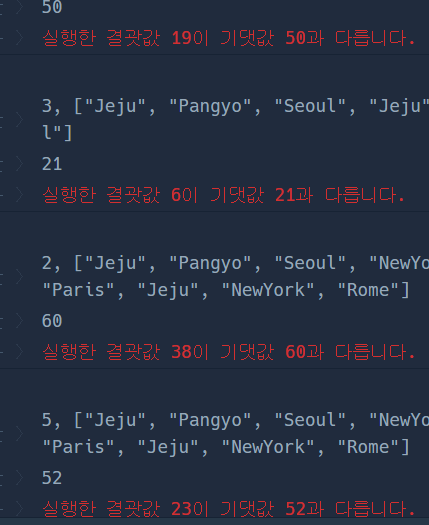 50
실행한 결괏값 19이 기댓값 50과 다릅니다.
3, ["Jeju", "Pangyo", "Seoul", "Jeju"
l"]
21
실행한 결괏값 6이 기댓값 21과 다릅니다.
2, ["Jeju", "Pangyo", "Seoul", "NewYo
"Paris", "Jeju", "NewYork", "Rome"]
60
실행한 결괏값 38이 기댓값 60과 다릅니다.
5, ["Jeju", "Pangyo", "Seoul", "NewYo
"Paris", "Jeju", "NewYork", "Rome"]
52
실행한 결괏값 23이 기댓값 52과 다릅니다.